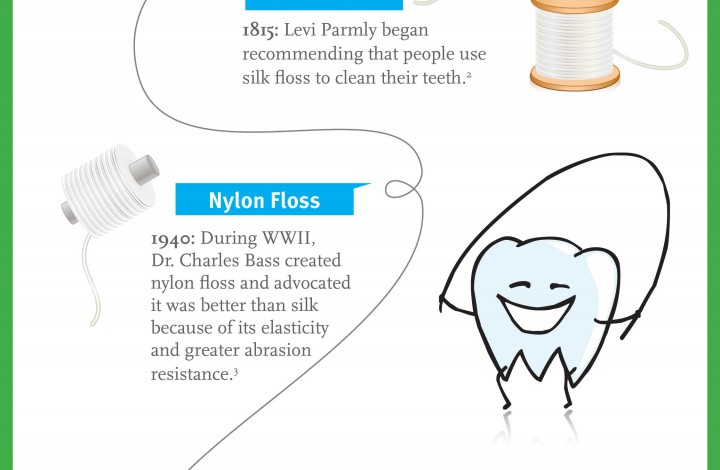 1815: Levi Parmly began
recommending that people use
silk floss to clean their teeth.²
Nylon Floss
1940: During WWII,
Dr. Charles Bass created
nylon floss and advocated
it was better than silk
because of its elasticity
and greater abrasion
resistance.³